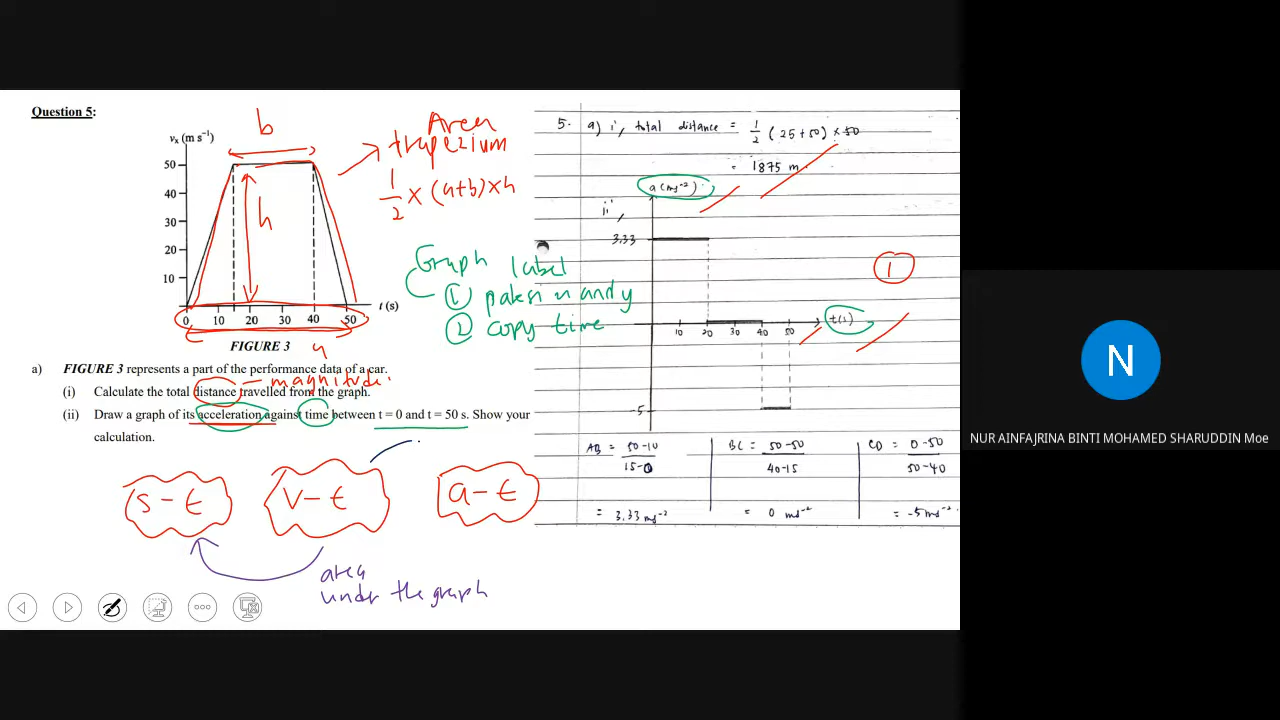 Question 5:
vx (m s⁻¹)
50
40
30
20
10
0 10 20 30 40 50
t (s)
FIGURE 3
b
h
Area
trapezium
1/2 × (a+b) × h
Graph label
① paksi x and y
② copy time
a) FIGURE 3 represents a part of the performance data of a car.
magnitude.
(i) Calculate the total distance travelled from the graph.
(ii) Draw a graph of its acceleration against time between t = 0 and t = 50 s. Show your
calculation.
s - t
v - t
a - t
area
under the graph
5. a) i, total distance = 1/2 (25+50) × 50
= 1875 m
a (ms⁻²)
ii,
3.33
10 20 30 40 50
-5
①
AB = 50-10 / 15-0
= 3.33 ms⁻²
BC = 50-50 / 40-15
= 0 ms⁻²
CD = 0-50 / 50-40
= -5 ms⁻²
N
NUR AINFAJRINA BINTI MOHAMED SHARUDDIN Moe